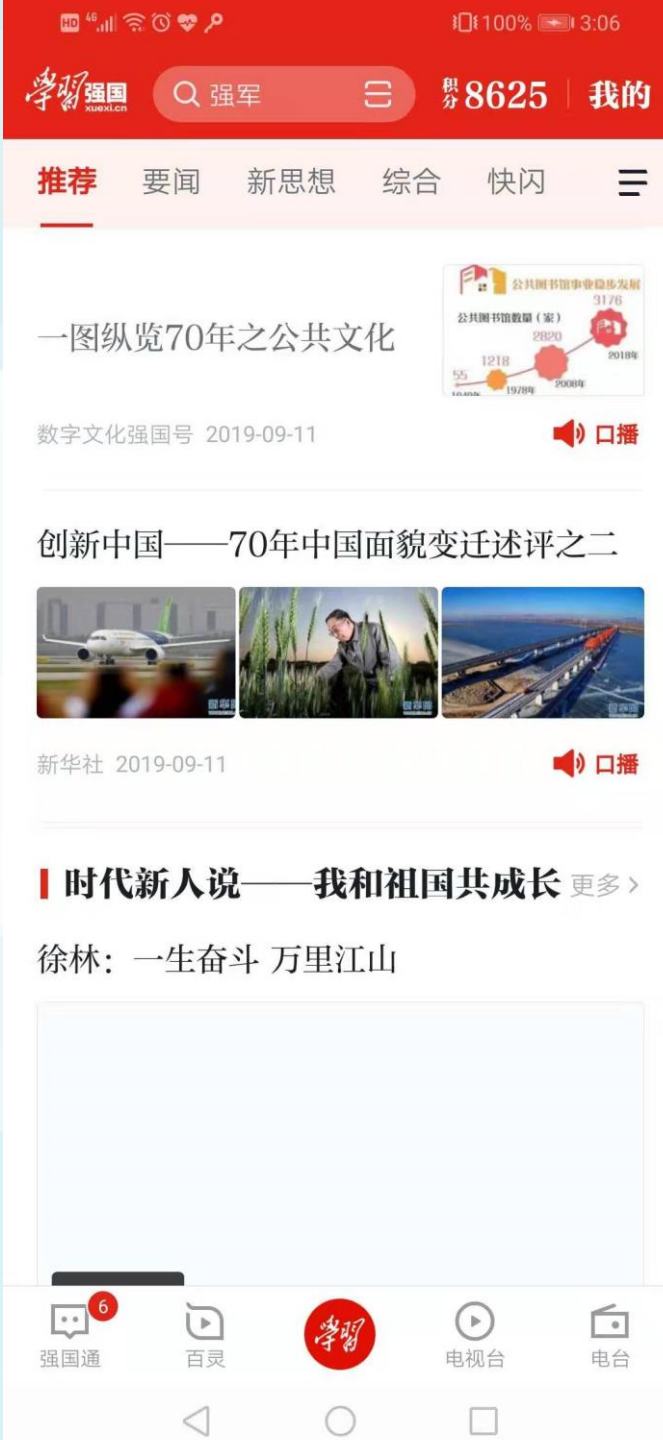 HD 4G 100% 3:06
學習强国 xuexi.cn 强军 积分 8625 我的
推荐 要闻 新思想 综合 快闪
一图纵览70年之公共文化
公共图书馆事业稳步发展
公共图书馆数量（家）
3176
2820
2018年
1218
55
2008年
1978年
数字文化强国号 2019-09-11 口播
创新中国——70年中国面貌变迁述评之二
新华社 2019-09-11 口播
时代新人说——我和祖国共成长 更多
徐林：一生奋斗 万里江山
6
學習
强国通 百灵 电视台 电台